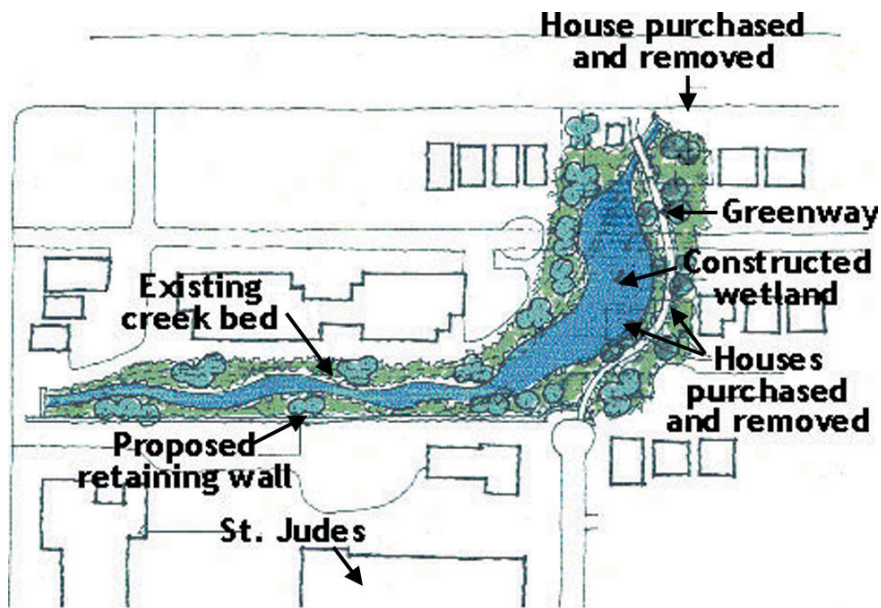 House purchased
and removed
Greenway
Constructed
wetland
Existing
creek bed
Houses
purchased
and removed
Proposed
retaining wall
St. Judes